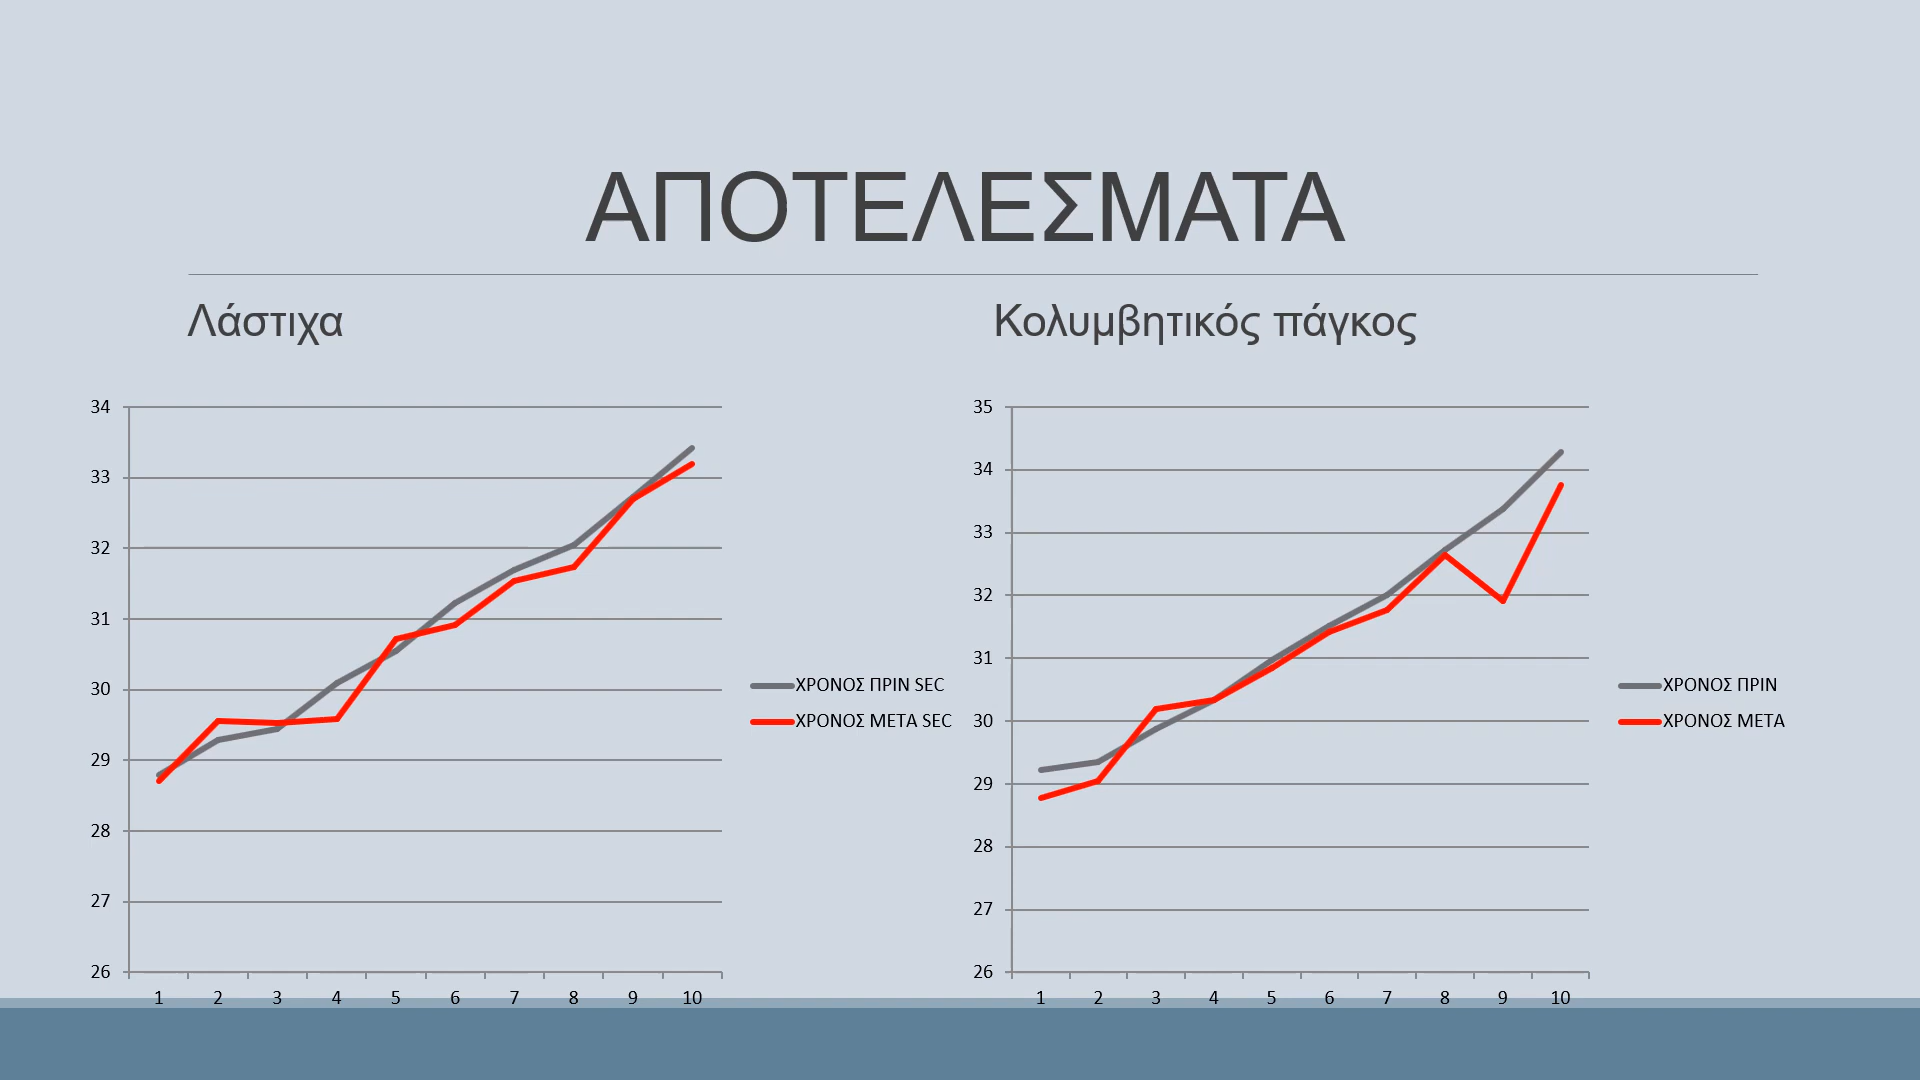 ΑΠΟΤΕΛΕΣΜΑΤΑ
Λάστιχα
34
33
32
31
30
29
28
27
26
1 2 3 4 5 6 7 8 9 10
ΧΡΟΝΟΣ ΠΡΙΝ SEC
ΧΡΟΝΟΣ ΜΕΤΑ SEC
Κολυμβητικός πάγκος
35
34
33
32
31
30
29
28
27
26
1 2 3 4 5 6 7 8 9 10
ΧΡΟΝΟΣ ΠΡΙΝ
ΧΡΟΝΟΣ ΜΕΤΑ